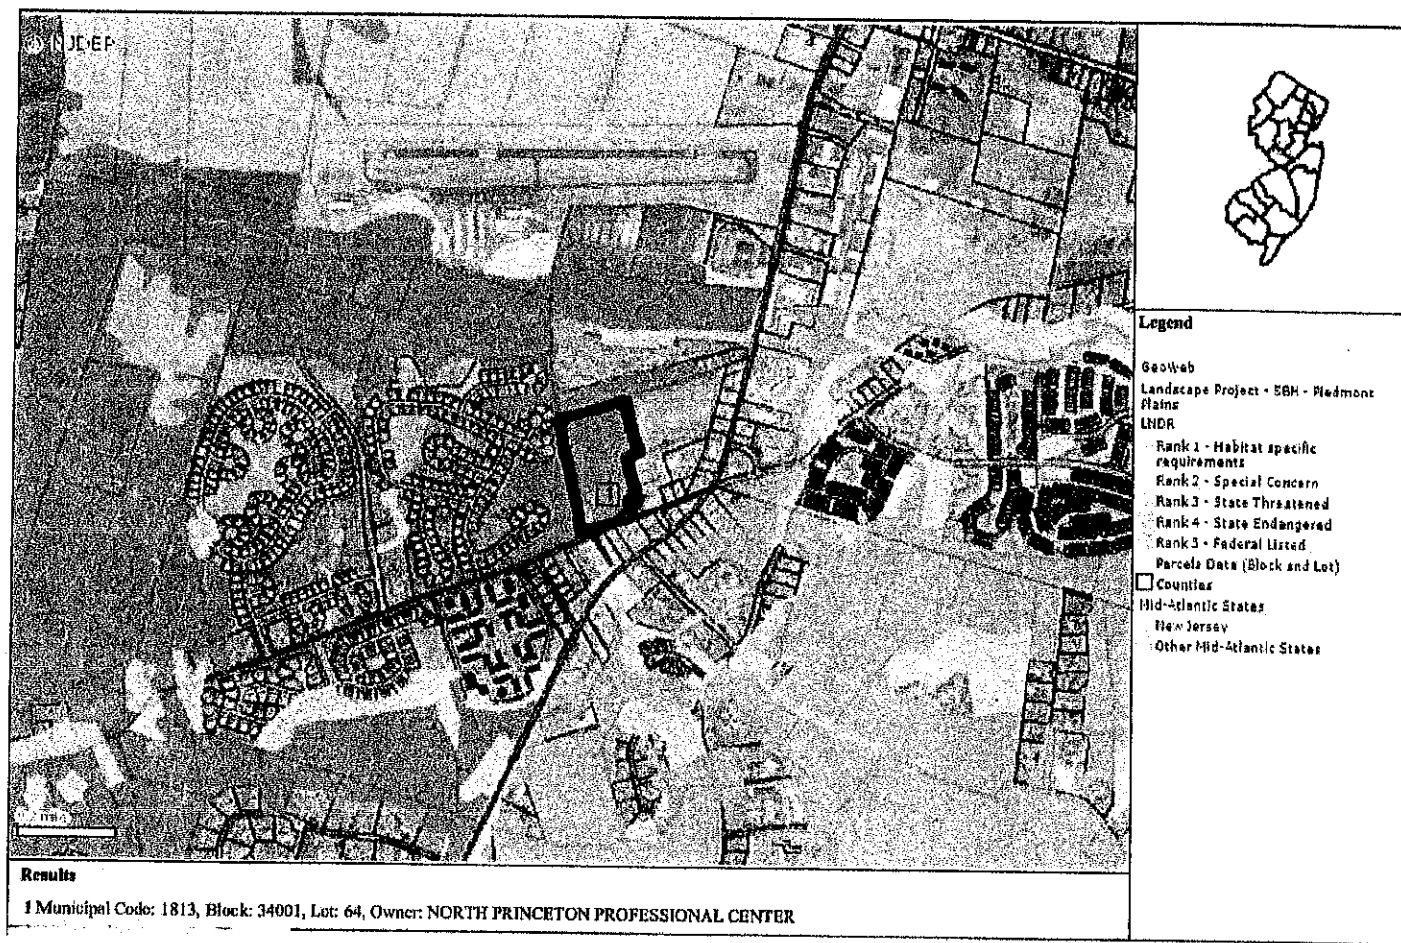 NJDEP
1
Legend
GeoWeb
Landscape Project - SBH - Piedmont
Plains
LNDR
Rank 1 - Habitat specific
requirements
Rank 2 - Special Concern
Rank 3 - State Threatened
Rank 4 - State Endangered
Rank 5 - Federal Listed
Parcels Data (Block and Lot)
Counties
Mid-Atlantic States
New Jersey
Other Mid-Atlantic States
Results
1 Municipal Code: 1813, Block: 34001, Lot: 64, Owner: NORTH PRINCETON PROFESSIONAL CENTER